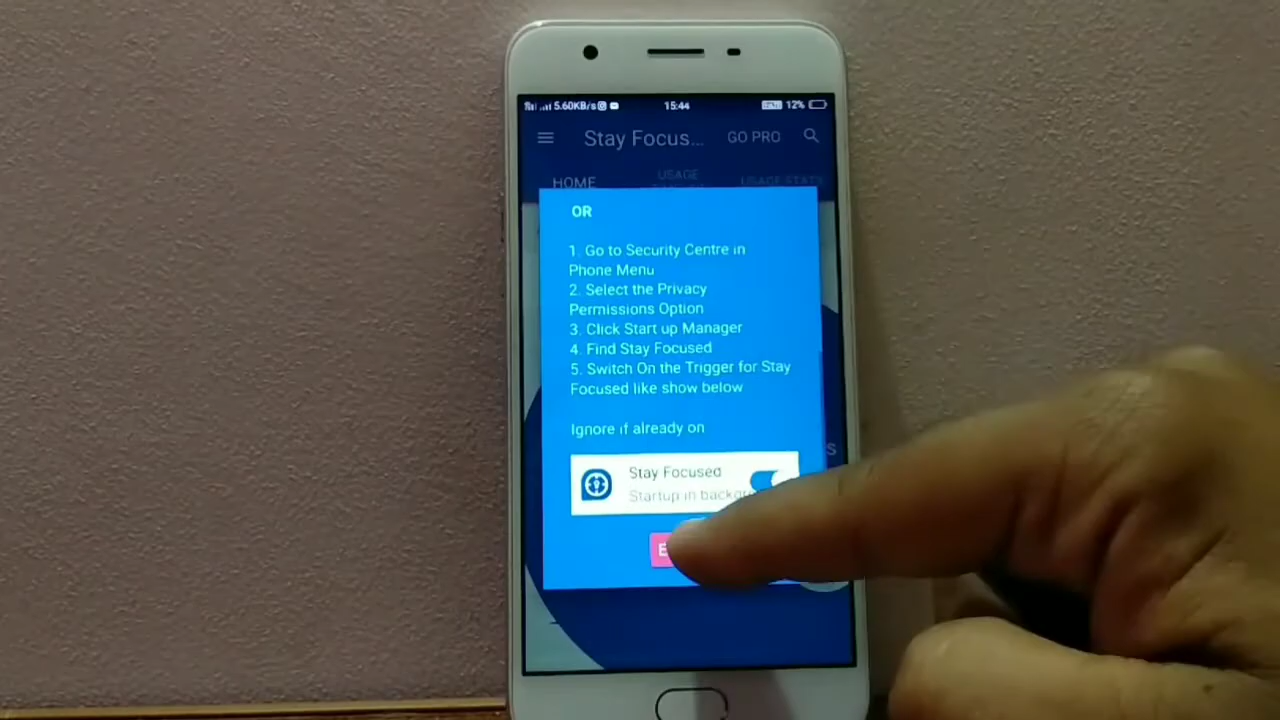 5.60KB/s 15:44 12%
Stay Focus... GO PRO
HOME USAGE USAGE STATS
OR
1. Go to Security Centre in
Phone Menu
2. Select the Privacy
Permissions Option
3. Click Start up Manager
4. Find Stay Focused
5. Switch On the Trigger for Stay
Focused like show below
Ignore if already on
Stay Focused
Startup in backgr
E